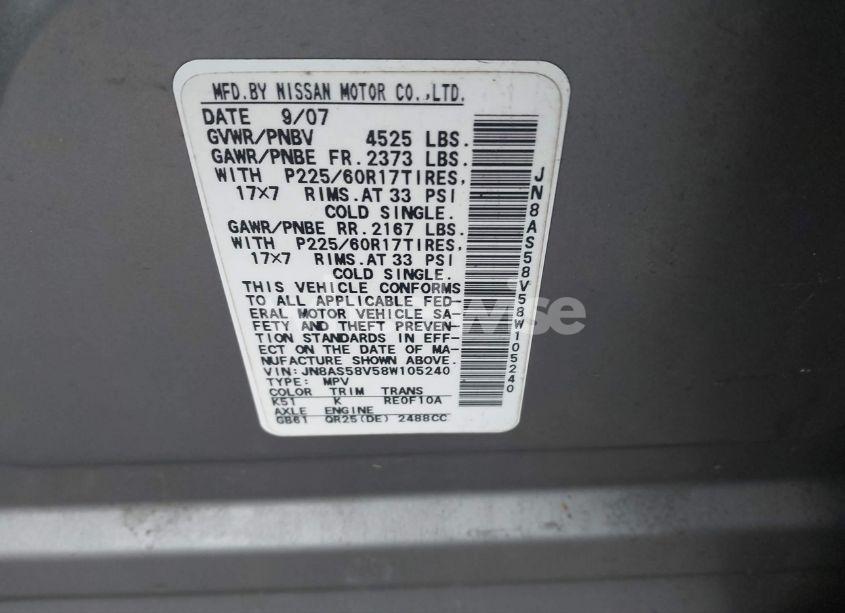 MFD.BY NISSAN MOTOR CO.,LTD.
DATE 9/07
GVWR/PNBV 4525 LBS.
GAWR/PNBE FR.2373 LBS.
WITH P225/60R17TIRES,
17×7 RIMS.AT 33 PSI
COLD SINGLE.
GAWR/PNBE RR.2167 LBS.
WITH P225/60R17TIRES,
17×7 RIMS.AT 33 PSI
COLD SINGLE.
THIS VEHICLE CONFORMS
TO ALL APPLICABLE FED-
ERAL MOTOR VEHICLE SA-
FETY AND THEFT PREVEN-
TION STANDARDS IN EFF-
ECT ON THE DATE OF MA-
NUFACTURE SHOWN ABOVE.
VIN:JN8AS58V58W105240
TYPE: MPV
COLOR TRIM TRANS
K51 K RE0F10A
AXLE ENGINE
GB61 QR25(DE) 2488CC
JN8AS58V58W105240